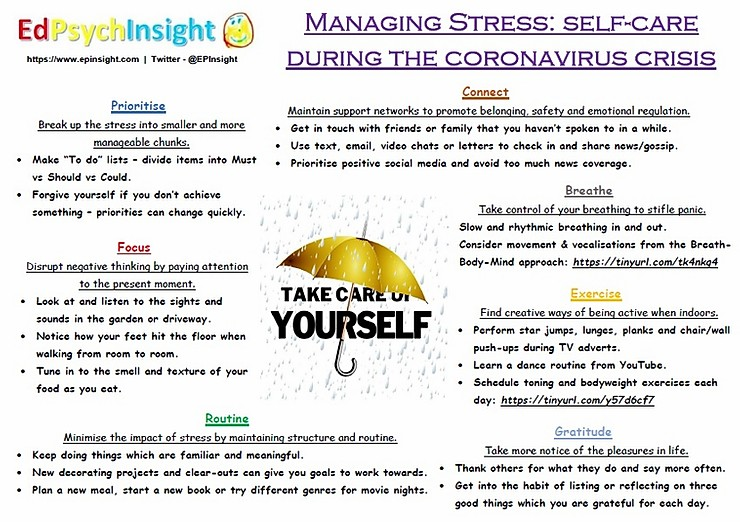 EdPsychInsight
https://www.epinsight.com | Twitter - @EPInsight
Managing Stress: self-care
during the coronavirus crisis
Prioritise
Break up the stress into smaller and more
manageable chunks.
• Make “To do” lists – divide items into Must
vs Should vs Could.
• Forgive yourself if you don’t achieve
something – priorities can change quickly.
Focus
Disrupt negative thinking by paying attention
to the present moment.
• Look at and listen to the sights and
sounds in the garden or driveway.
• Notice how your feet hit the floor when
walking from room to room.
• Tune in to the smell and texture of your
food as you eat.
Connect
Maintain support networks to promote belonging, safety and emotional regulation.
• Get in touch with friends or family that you haven’t spoken to in a while.
• Use text, email, video chats or letters to check in and share news/gossip.
• Prioritise positive social media and avoid too much news coverage.
TAKE CARE OF
YOURSELF
Breathe
Take control of your breathing to stifle panic.
Slow and rhythmic breathing in and out.
Consider movement & vocalisations from the Breath-
Body-Mind approach: https://tinyurl.com/tk4nkq4
Exercise
Find creative ways of being active when indoors.
• Perform star jumps, lunges, planks and chair/wall
push-ups during TV adverts.
• Learn a dance routine from YouTube.
• Schedule toning and bodyweight exercises each
day: https://tinyurl.com/y57d6cf7
Routine
Minimise the impact of stress by maintaining structure and routine.
• Keep doing things which are familiar and meaningful.
• New decorating projects and clear-outs can give you goals to work towards.
• Plan a new meal, start a new book or try different genres for movie nights.
Gratitude
Take more notice of the pleasures in life.
• Thank others for what they do and say more often.
• Get into the habit of listing or reflecting on three
good things which you are grateful for each day.